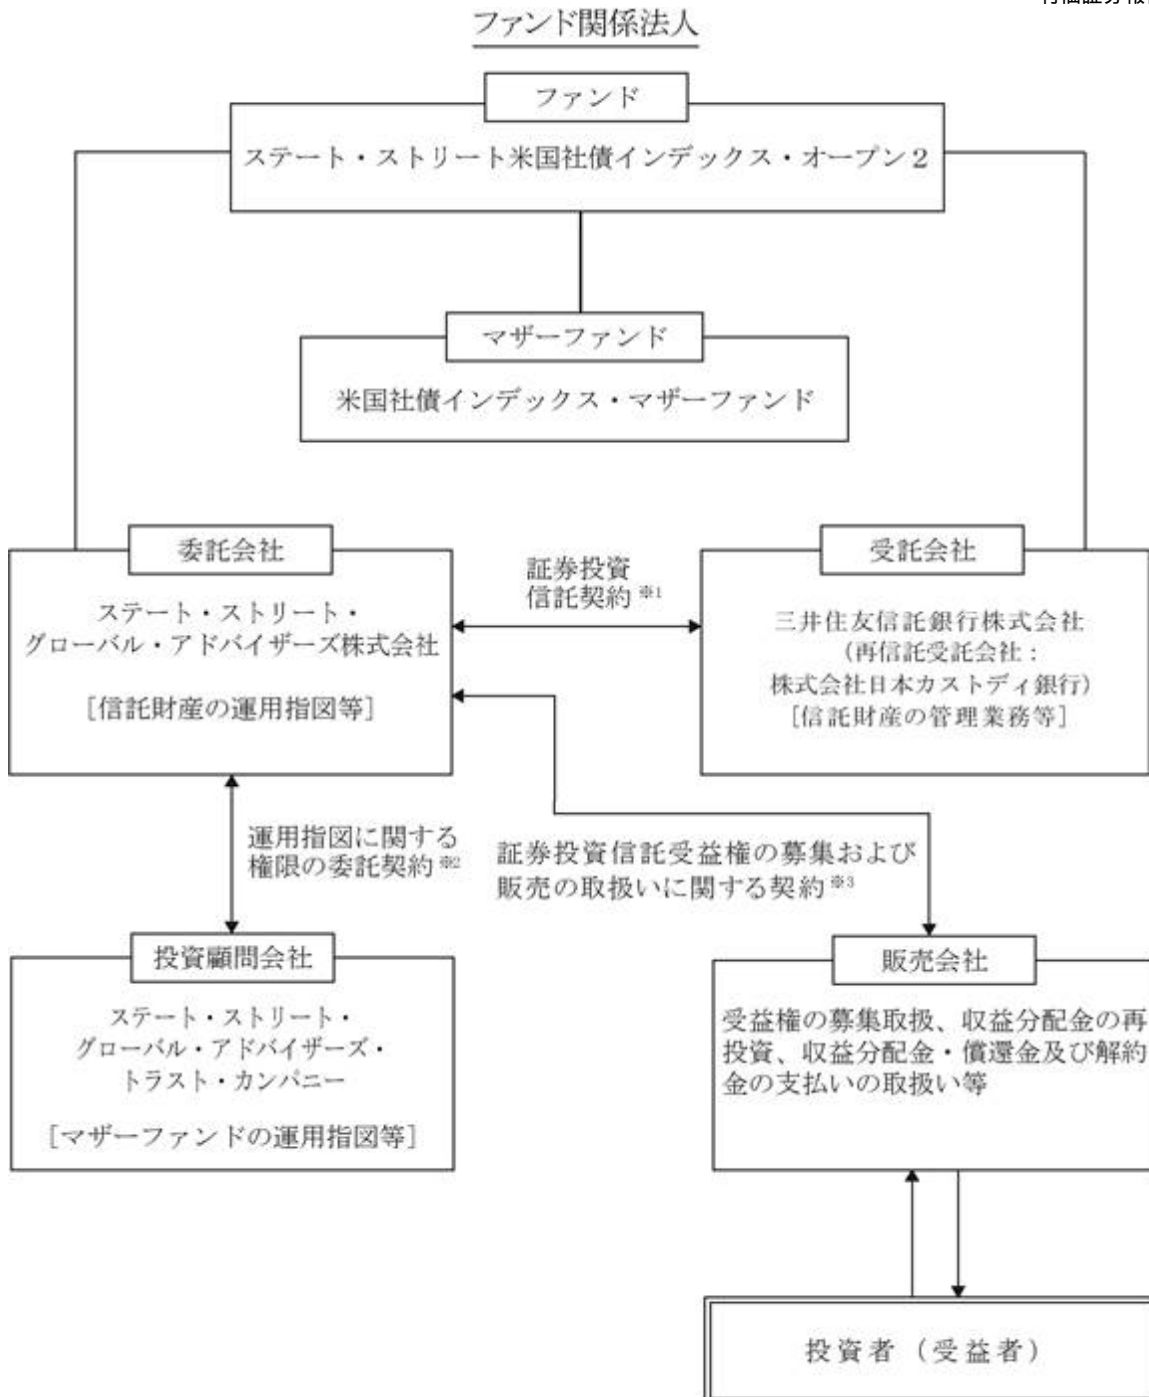 ファンド関係法人
ファンド
ステート・ストリート米国社債インデックス・オープン２
マザーファンド
米国社債インデックス・マザーファンド
委託会社
ステート・ストリート・
グローバル・アドバイザーズ株式会社
［信託財産の運用指図等］
証券投資
信託契約※1
受託会社
三井住友信託銀行株式会社
（再信託受託会社：
株式会社日本カストディ銀行）
［信託財産の管理業務等］
運用指図に関する
権限の委託契約※2
証券投資信託受益権の募集および
販売の取扱いに関する契約※3
投資顧問会社
ステート・ストリート・
グローバル・アドバイザーズ・
トラスト・カンパニー
［マザーファンドの運用指図等］
販売会社
受益権の募集取扱、収益分配金の再
投資、収益分配金・償還金及び解約
金の支払いの取扱い等
投資者（受益者）